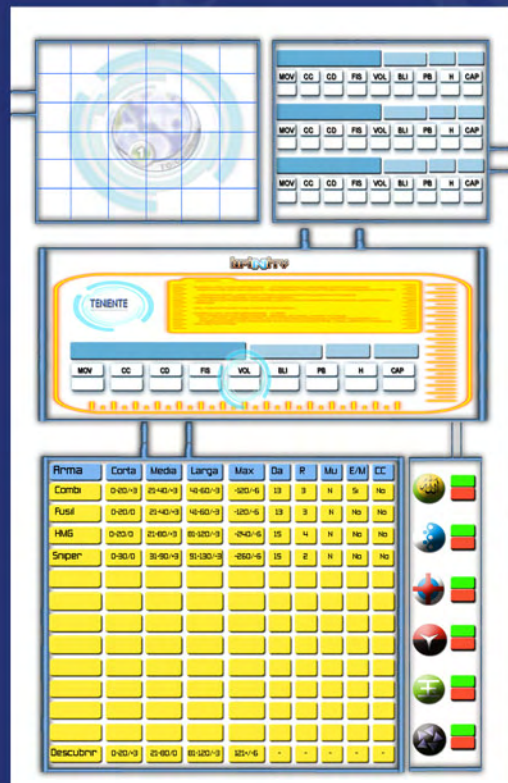 MOV CC CD FIS VOL BLI PB H CAP
MOV CC CD FIS VOL BLI PB H CAP
MOV CC CD FIS VOL BLI PB H CAP
TENIENTE
MOV CC CD FIS VOL BLI PB H CAP
Arma Corta Media Larga Max Da R Mu E/M CC
Combi 0-20/+3 21-40/+3 41-60/-3 -120/-6 13 3 N Si No
Fusil 0-20/0 21-40/+3 41-60/-3 -120/-6 13 3 N No No
HMG 0-20/0 21-80/+3 81-120/-3 -240/-6 15 4 N No No
Sniper 0-30/0 31-90/+3 91-130/-3 -260/-6 15 2 N No No
Descubrir 0-20/+3 21-80/0 81-120/-3 121+/-6 - - - - -